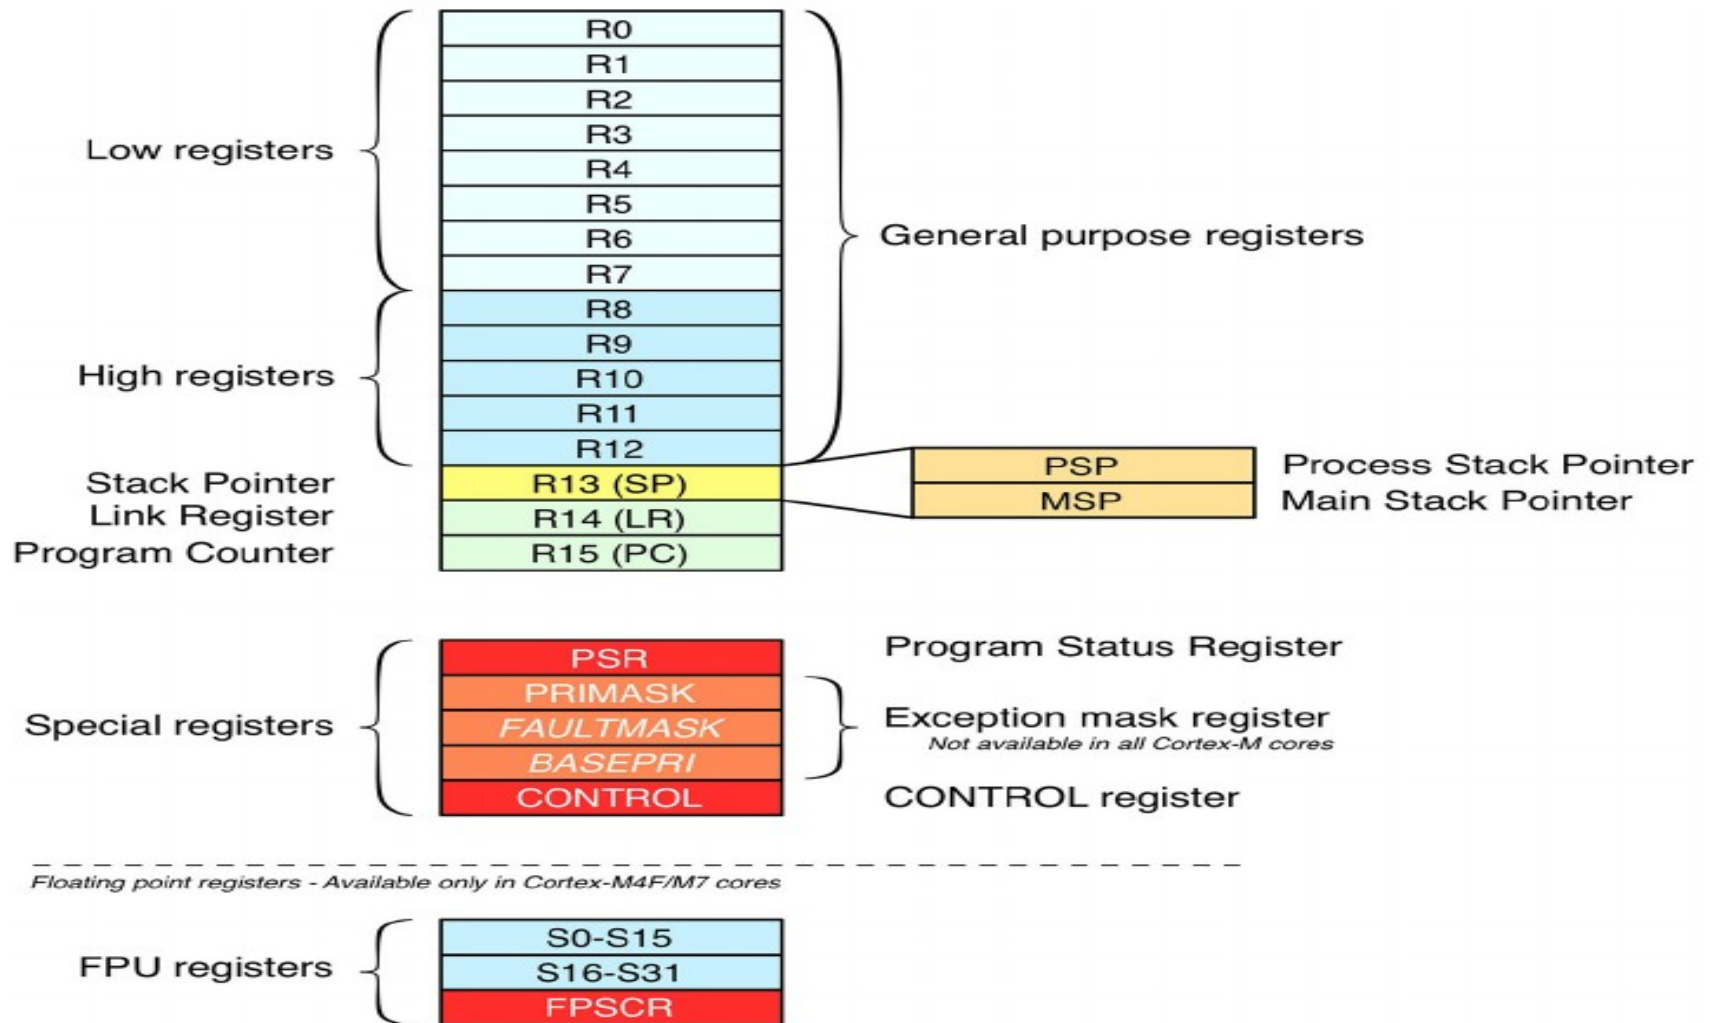 R0
R1
R2
R3
Low registers
R4
R5
R6
General purpose registers
R7
R8
R9
High registers
R10
R11
R12
Stack Pointer
R13 (SP)
PSP
Process Stack Pointer
Link Register
R14 (LR)
MSP
Main Stack Pointer
Program Counter
R15 (PC)
PSR
Program Status Register
PRIMASK
Special registers
FAULTMASK
Exception mask register
Not available in all Cortex-M cores
BASEPRI
CONTROL
CONTROL register
Floating point registers - Available only in Cortex-M4F/M7 cores
S0-S15
FPU registers
S16-S31
FPSCR